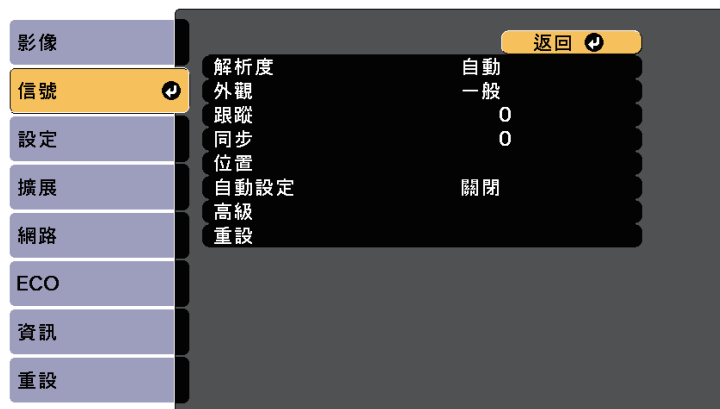 影像
信號
設定
擴展
網路
ECO
資訊
重設
返回
解析度 自動
外觀 一般
跟蹤 0
同步 0
位置
自動設定 關閉
高級
重設